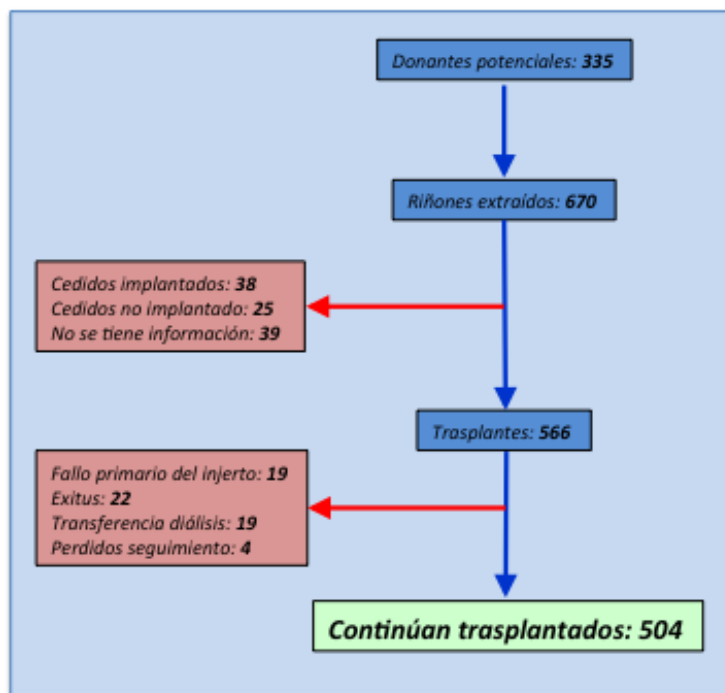 Donantes potenciales: 335
Riñones extraídos: 670
Cedidos implantados: 38
Cedidos no implantado: 25
No se tiene información: 39
Trasplantes: 566
Fallo primario del injerto: 19
Exitus: 22
Transferencia diálisis: 19
Perdidos seguimiento: 4
Continúan trasplantados: 504